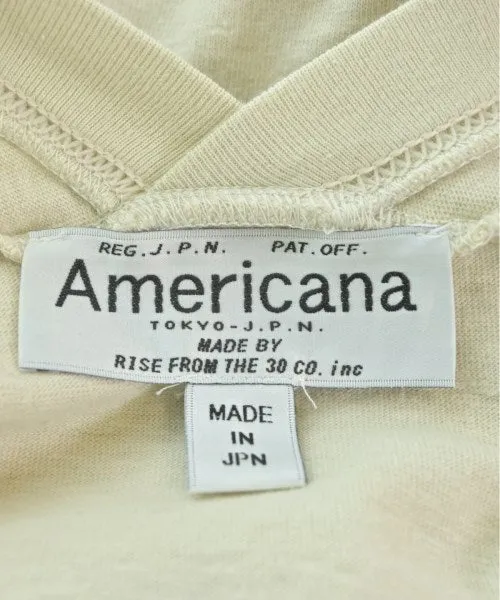 REG.J.P.N. PAT.OFF.
Americana
TOKYO-J.P.N.
MADE BY
RISE FROM THE 30 CO. inc
MADE
IN
JPN